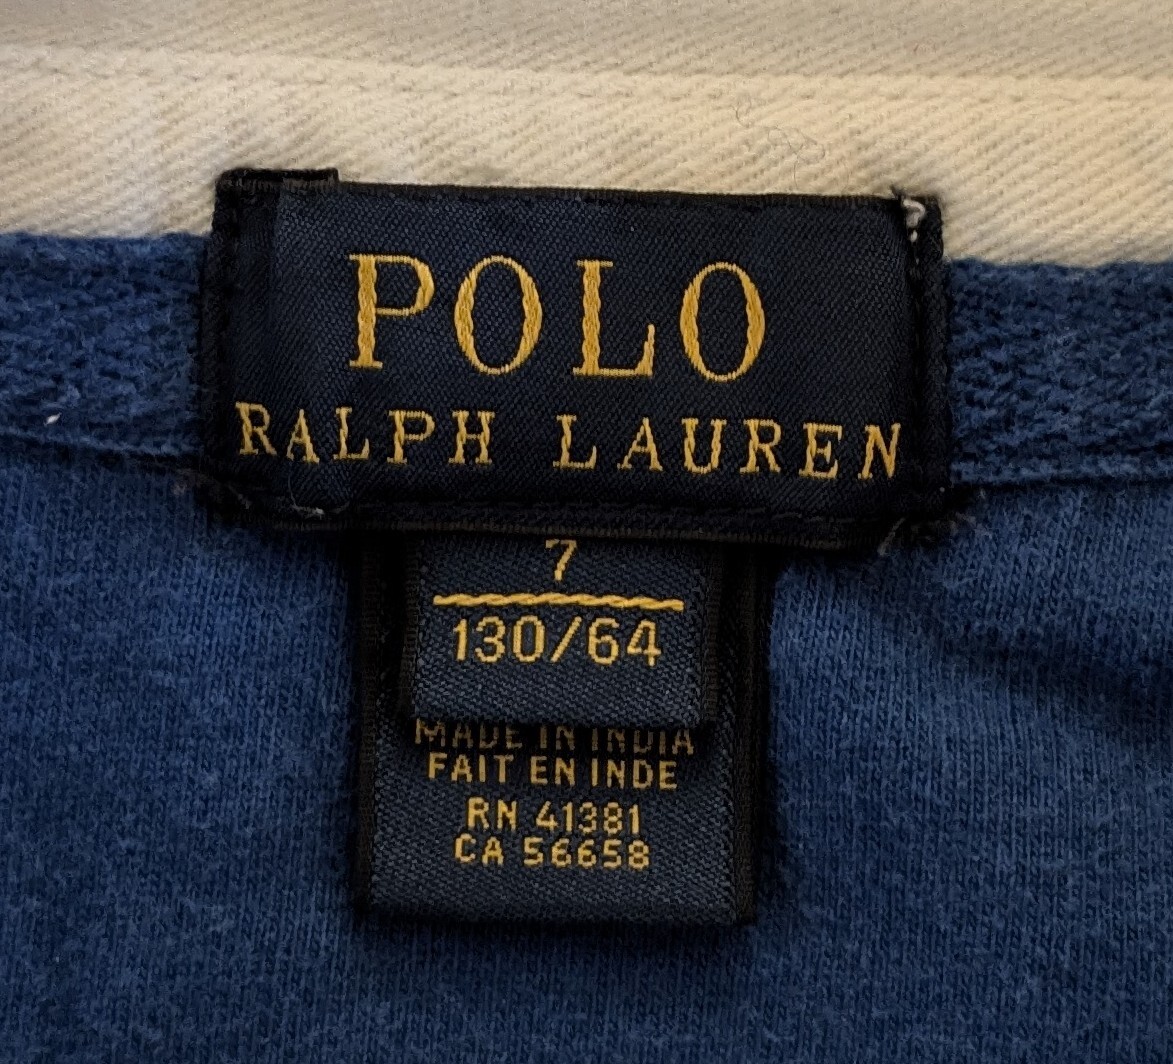 POLO
RALPH LAUREN
7
130/64
MADE IN INDIA
FAIT EN INDE
RN 41381
CA 56658